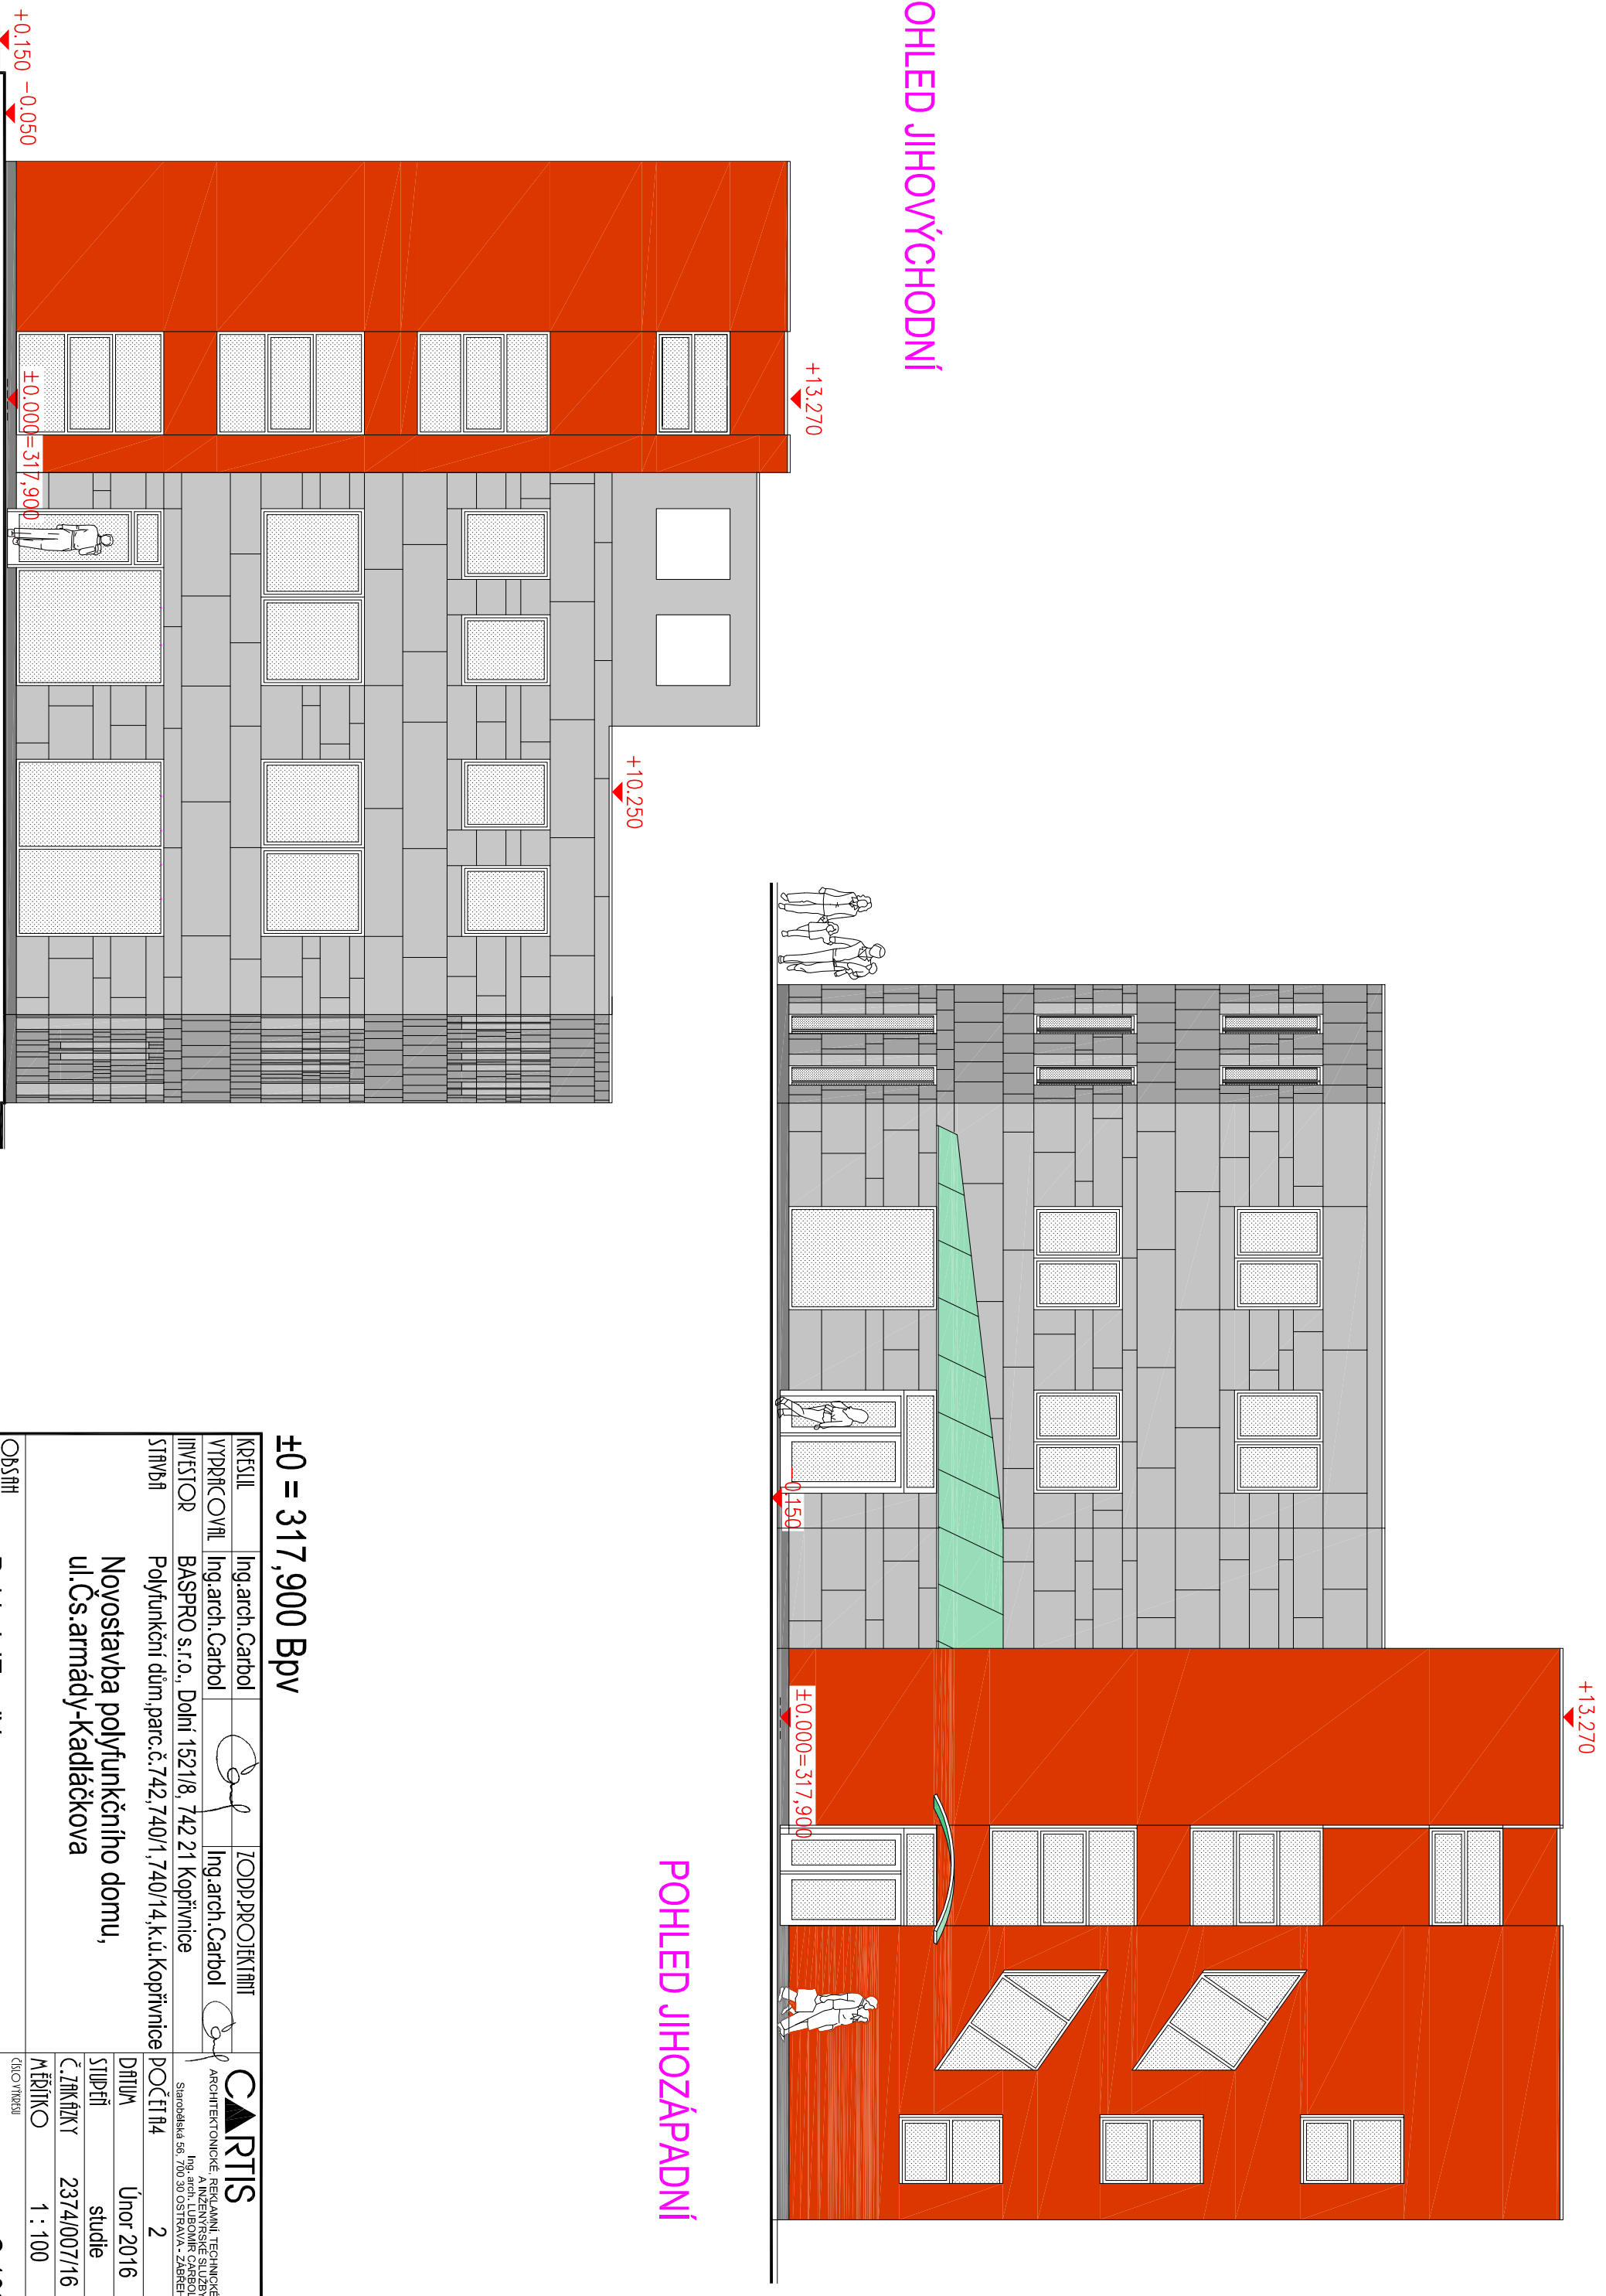 OHLED JIHOVÝCHODNÍ
+13.270
+10.250
+0.150 -0.050
±0.000=317,900
+13.270
-0.150
±0.000=317,900
POHLED JIHOZÁPADNÍ
±0 = 317,900 Bpv
KRESLIL Ing.arch.Carbol ZODP.PROJEKTANT
VYPRACOVAL Ing.arch.Carbol Ing.arch.Carbol
INVESTOR BASPRO s.r.o., Dolní 1521/8, 742 21 Kopřivnice
STAVBA Polyfunkční dům,parc.č.742,740/1,740/14,k.ú.Kopřivnice
Novostavba polyfunkčního domu,
ul.Čs.armády-Kadláčkova
OBSAH
CARTIS
ARCHITEKTONICKÉ, REKLAMNÍ, TECHNICKÉ
A INŽENÝRSKÉ SLUŽBY
Ing. arch. LUBOMÍR CARBOL
Starobělská 56, 700 30 OSTRAVA - ZÁBŘEH
POČET A4 2
DATUM Únor 2016
STUPEŇ studie
Č.ZAKÁZKY 2374/007/16
MĚŘÍTKO 1 : 100
ČÍSLO VÝKRESU